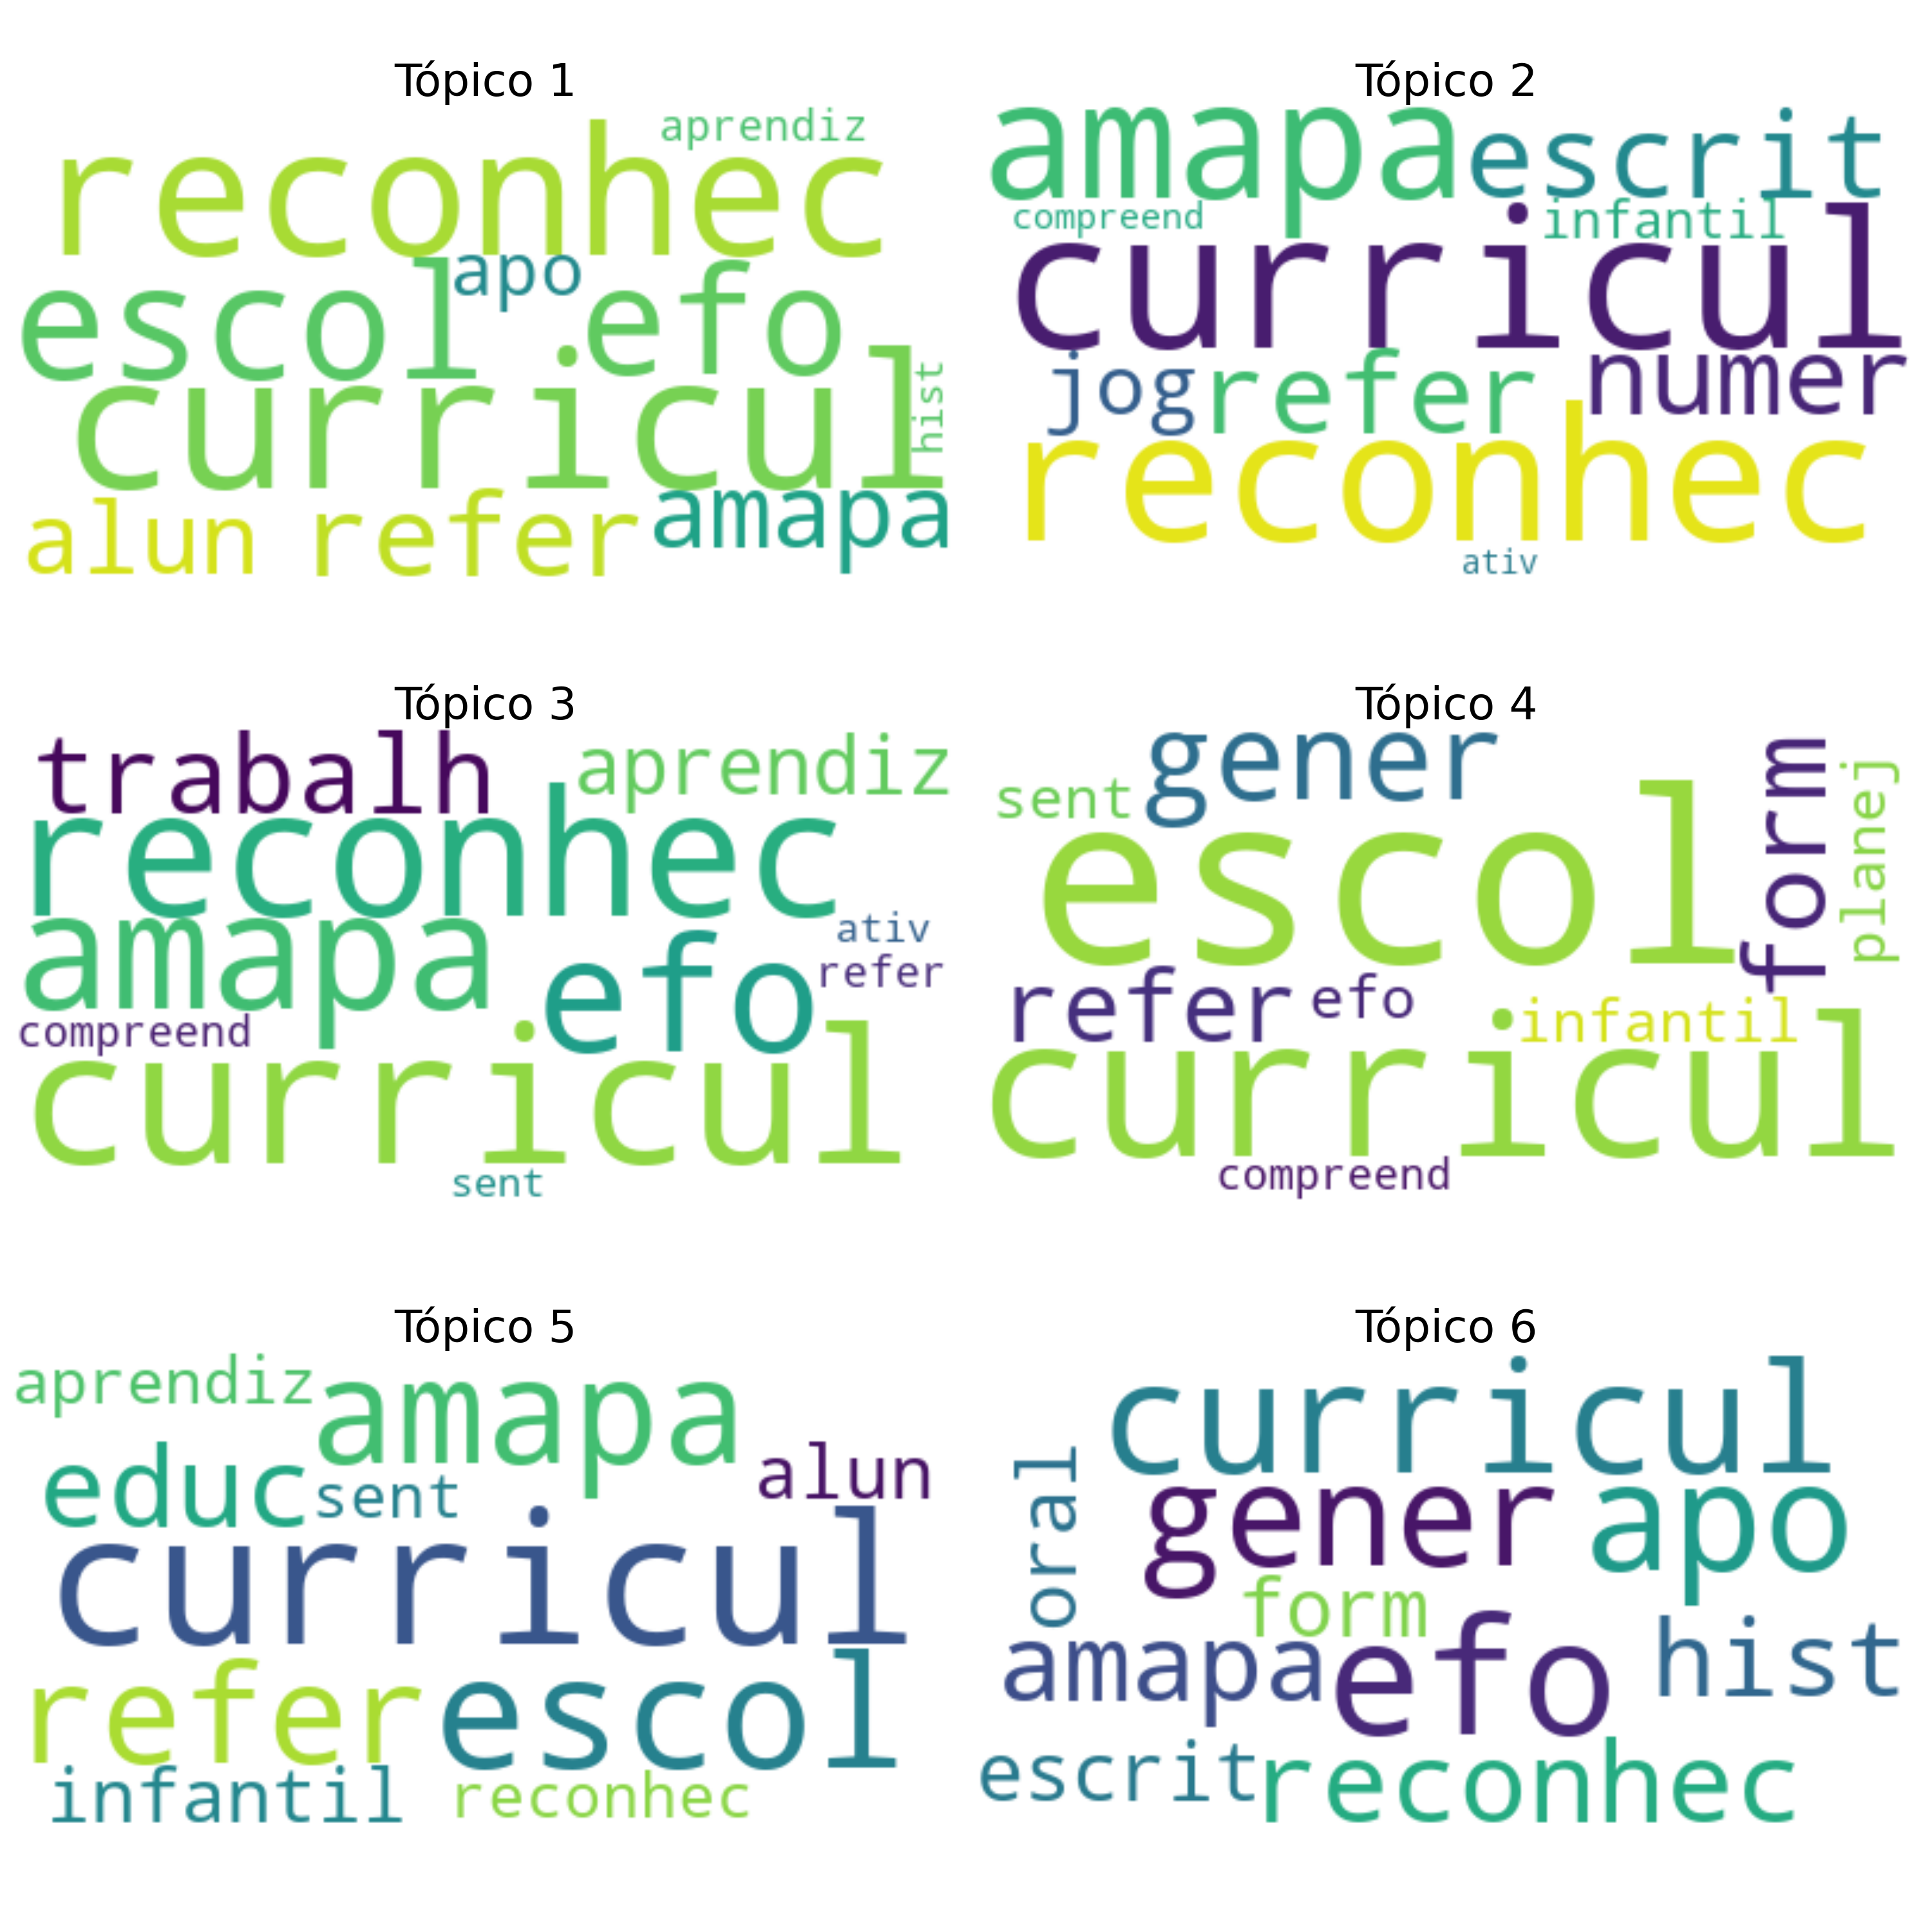 Tópico 1
aprendiz
reconhec
apo
escol efo
curricul
hist
alun refer amapa
Tópico 2
amapa escrit
compreend infantil
curricul
jog refer numer
reconhec
ativ
Tópico 3
trabalh aprendiz
reconhec
amapa ativ
efo refer
compreend
curricul
sent
Tópico 4
gener form
sent planej
escol
refer efo
infantil
curricul
compreend
Tópico 5
aprendiz amapa
educ sent alun
curricul
refer escol
infantil reconhec
Tópico 6
curricul
oral
gener apo
form
amapa efo hist
escrit reconhec